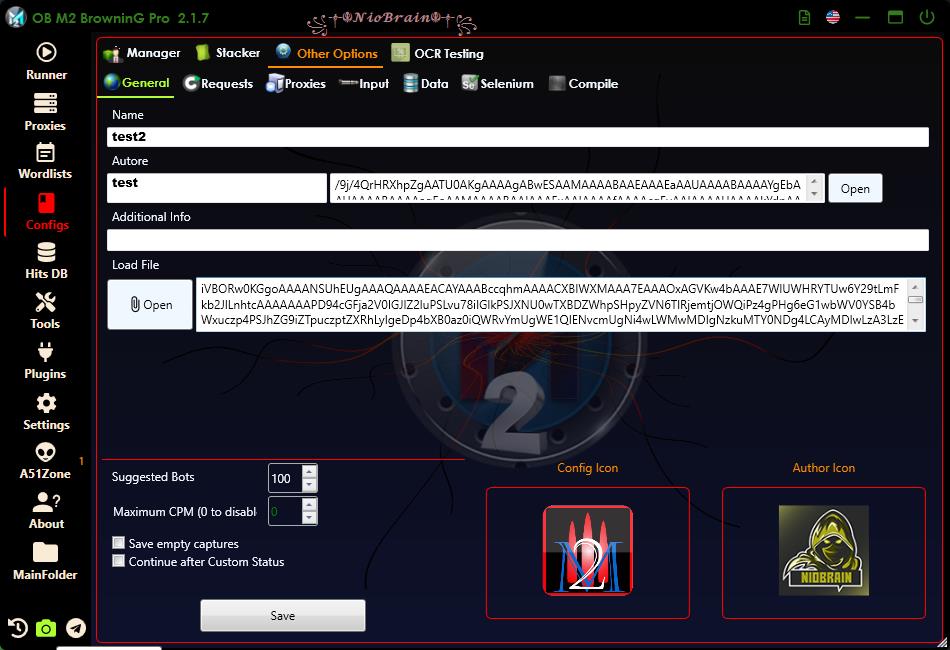 OB M2 BrowninG Pro 2.1.7
NioBrain
Runner
Proxies
Wordlists
Configs
Hits DB
Tools
Plugins
Settings
A51Zone 1
About
MainFolder
Manager Stacker Other Options OCR Testing
General Requests Proxies Input Data Selenium Compile
Name
test2
Autore
test
/9j/4QrHRXhpZgAATU0AKgAAAAgABwESAAMAAAABAAEAAAEaAAUAAAABAAAAYgEbA
Open
Additional Info
Load File
Open
iVBORw0KGgoAAAANSUhEUgAAAQAAAAEACAYAAABccqhmAAAACXBIWXMAAA7EAAAOxAGVKw4bAAAE7WlUWHRYTUw6Y29tLmF
kb2JlLnhtcAAAAAAAPD94cGFja2V0IGJlZ2luPSLvu78iIGlkPSJXNU0wTXBDZWhpSHpyZVN6TlRjemtjOWQiPz4gPHg6eG1wbWV0YSB4b
Wxuczp4PSJhZG9iZTpuczptZXRhLyIgeDp4bXB0az0iQWRvYmUgWE1QIENvcmUgNi4wLWMwMDIgNzkuMTY0NDg4LCAyMDIwLzA3LzE
2
Suggested Bots
100
Maximum CPM (0 to disabl
0
Save empty captures
Continue after Custom Status
Save
Config Icon
M2
Author Icon
NIOBRAIN